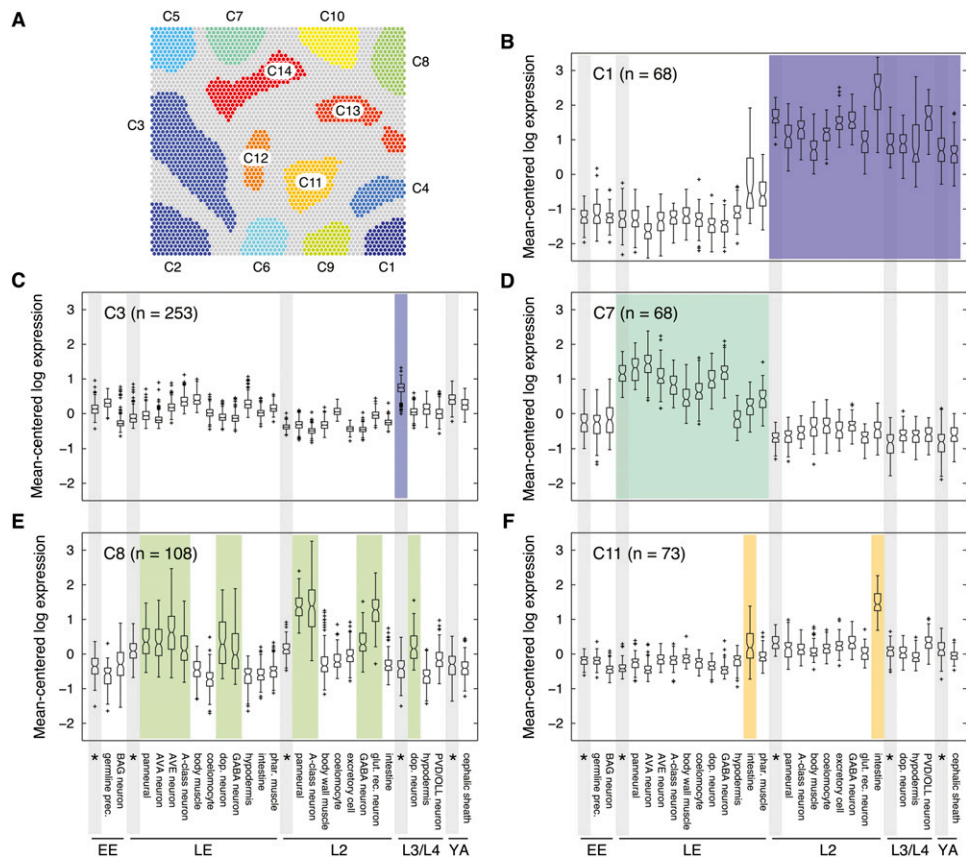 A
C5
C7
C10
C8
C14
C13
C3
C12
C11
C4
C2
C6
C9
C1
B
C1 (n = 68)
Mean-centered log expression
3
2
1
0
−1
−2
C
C3 (n = 253)
Mean-centered log expression
3
2
1
0
−1
−2
D
C7 (n = 68)
Mean-centered log expression
3
2
1
0
−1
−2
E
C8 (n = 108)
Mean-centered log expression
3
2
1
0
−1
−2
F
C11 (n = 73)
Mean-centered log expression
3
2
1
0
−1
−2
*
germline prec.
BAG neuron
*
panneural
AVA neuron
AVE neuron
A-class neuron
body muscle
coelomocyte
dop. neuron
GABA neuron
hypodermis
intestine
phar. muscle
*
panneural
A-class neuron
body wall muscle
coelomocyte
excretory cell
GABA neuron
glut. rec. neuron
intestine
*
dop. neuron
hypodermis
PVD/OLL neuron
*
cephalic sheath
EE
LE
L2
L3/L4
YA
*
germline prec.
BAG neuron
*
panneural
AVA neuron
AVE neuron
A-class neuron
body wall muscle
coelomocyte
dop. neuron
GABA neuron
hypodermis
intestine
phar. muscle
*
panneural
A-class neuron
body muscle
coelomocyte
excretory cell
GABA neuron
glut. rec. neuron
intestine
*
dop. neuron
hypodermis
PVD/OLL neuron
*
cephalic sheath
EE
LE
L2
L3/L4
YA